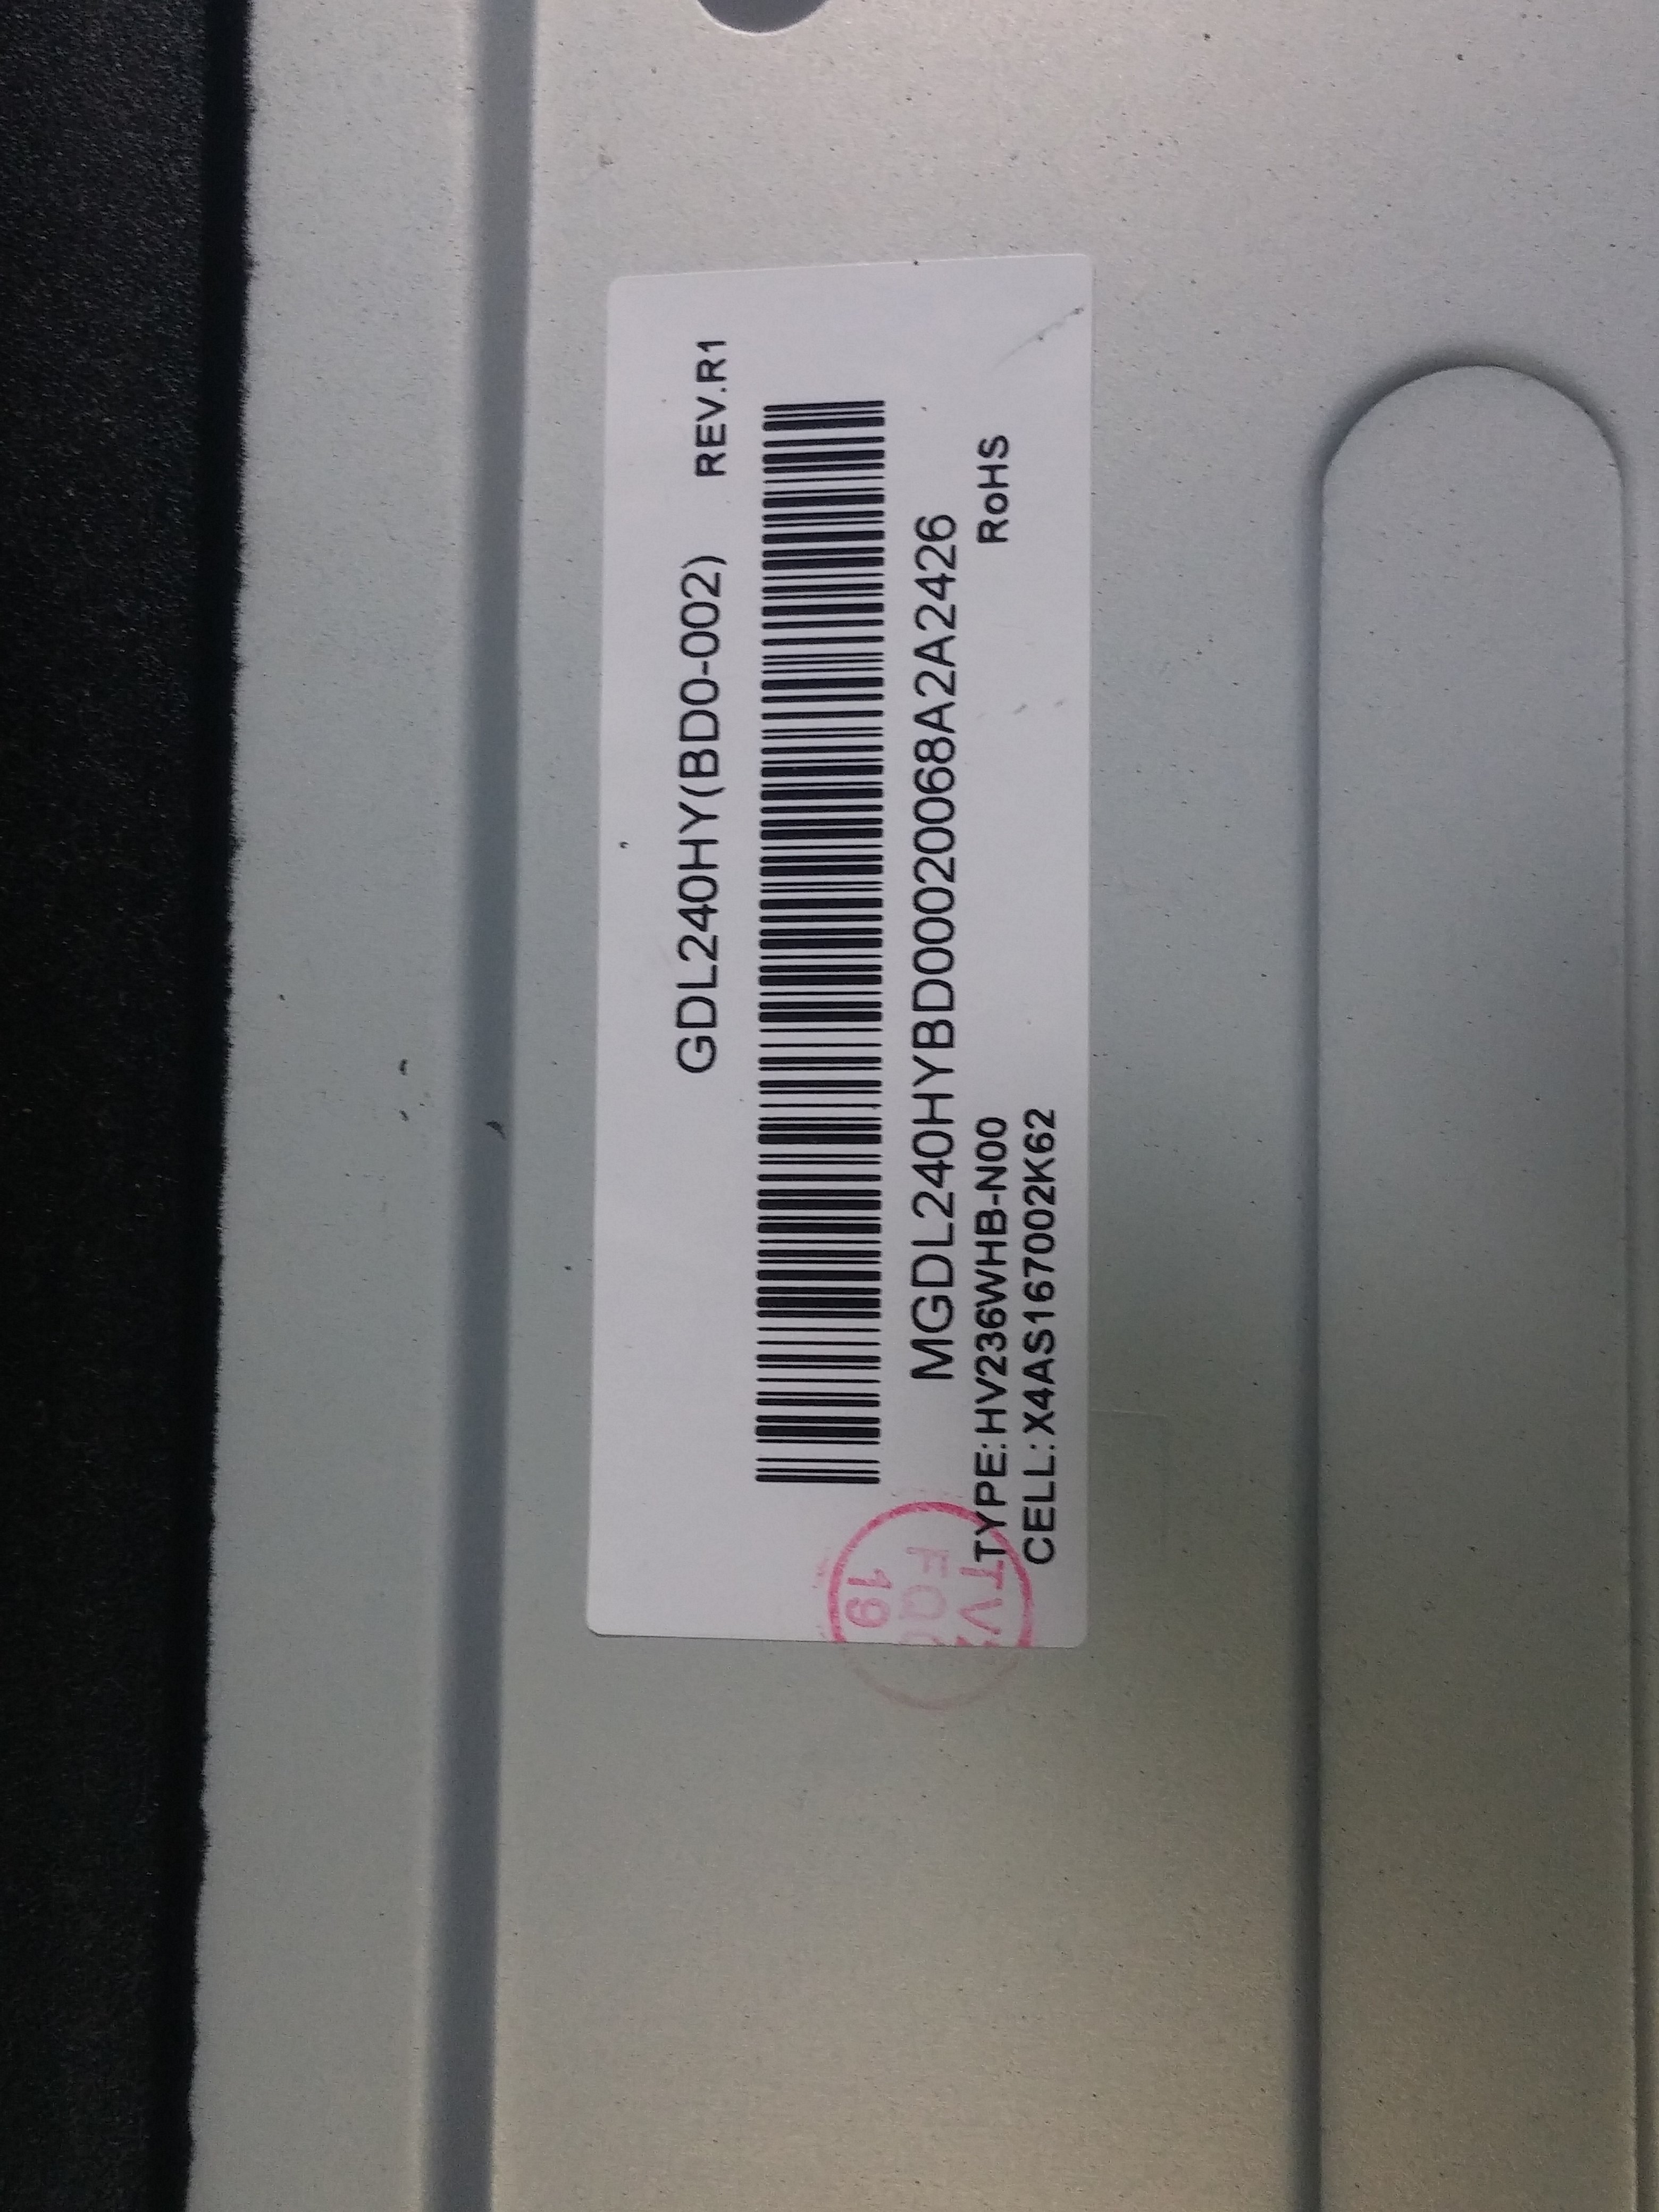 GDL240HY(BD0-002) REV.R1
MGDL240HYBD00020068A2A2426
TYPE:HV236WHB-N00 RoHS
CELL:X4AS167002K62
19